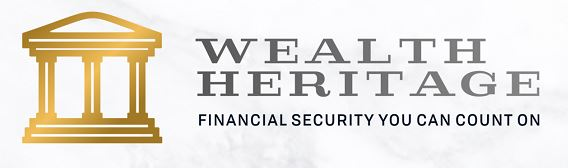 WEALTH
HERITAGE
FINANCIAL SECURITY YOU CAN COUNT ON